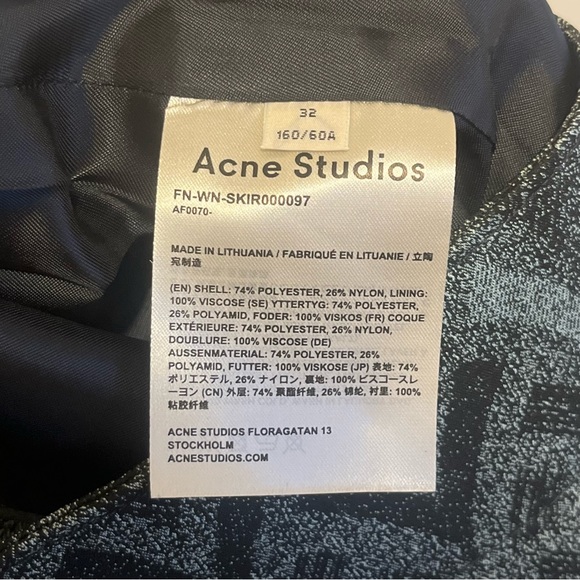 32
160/60A
Acne Studios
FN-WN-SKIR000097
AF0070-
MADE IN LITHUANIA / FABRIQUÉ EN LITUANIE / 立陶
宛制造
(EN) SHELL: 74% POLYESTER, 26% NYLON, LINING:
100% VISCOSE (SE) YTTERTYG: 74% POLYESTER,
26% POLYAMID, FODER: 100% VISKOS (FR) COQUE
EXTÉRIEURE: 74% POLYESTER, 26% NYLON,
DOUBLURE: 100% VISCOSE (DE)
AUSSENMATERIAL: 74% POLYESTER, 26%
POLYAMID, FUTTER: 100% VISKOSE (JP) 表地: 74%
ポリエステル, 26% ナイロン, 裏地: 100% ビスコースレ
ーヨン (CN) 外层: 74% 聚酯纤维, 26% 锦纶, 衬里: 100%
粘胶纤维
ACNE STUDIOS FLORAGATAN 13
STOCKHOLM
ACNESTUDIOS.COM